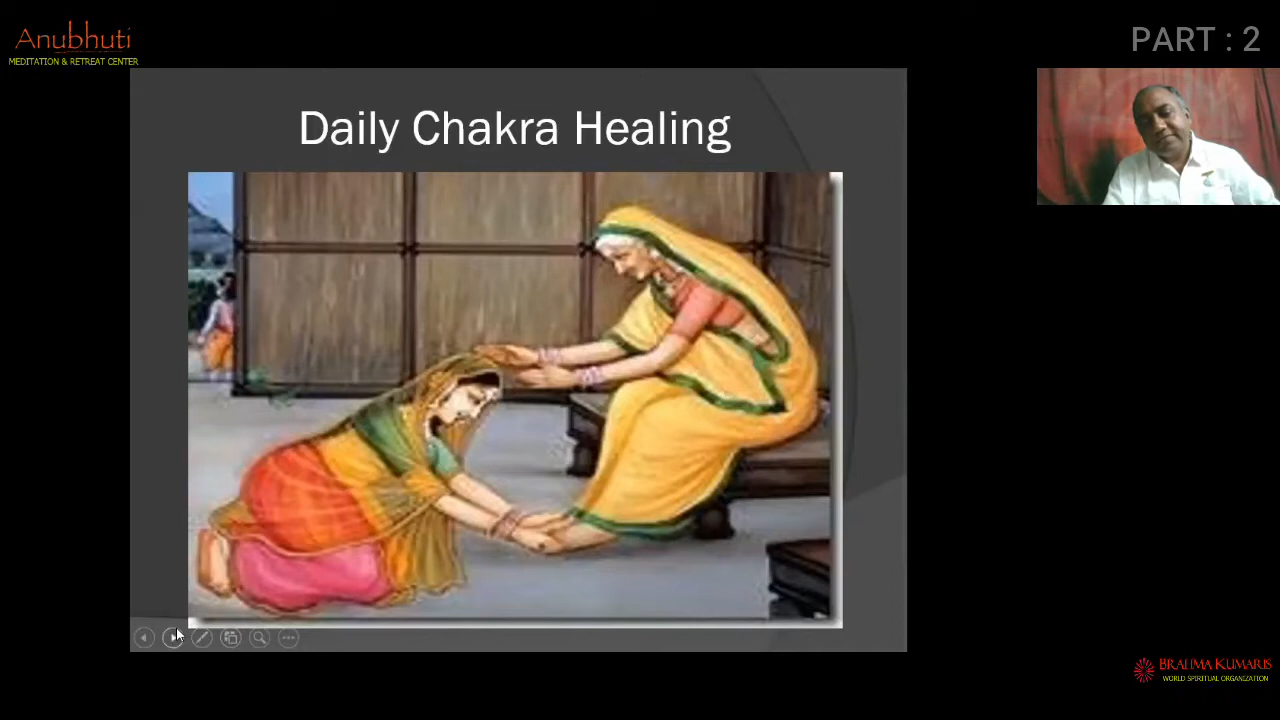 Anubhuti
MEDITATION & RETREAT CENTER
PART : 2
Daily Chakra Healing
BRAHMA KUMARIS
WORLD SPIRITUAL ORGANIZATION